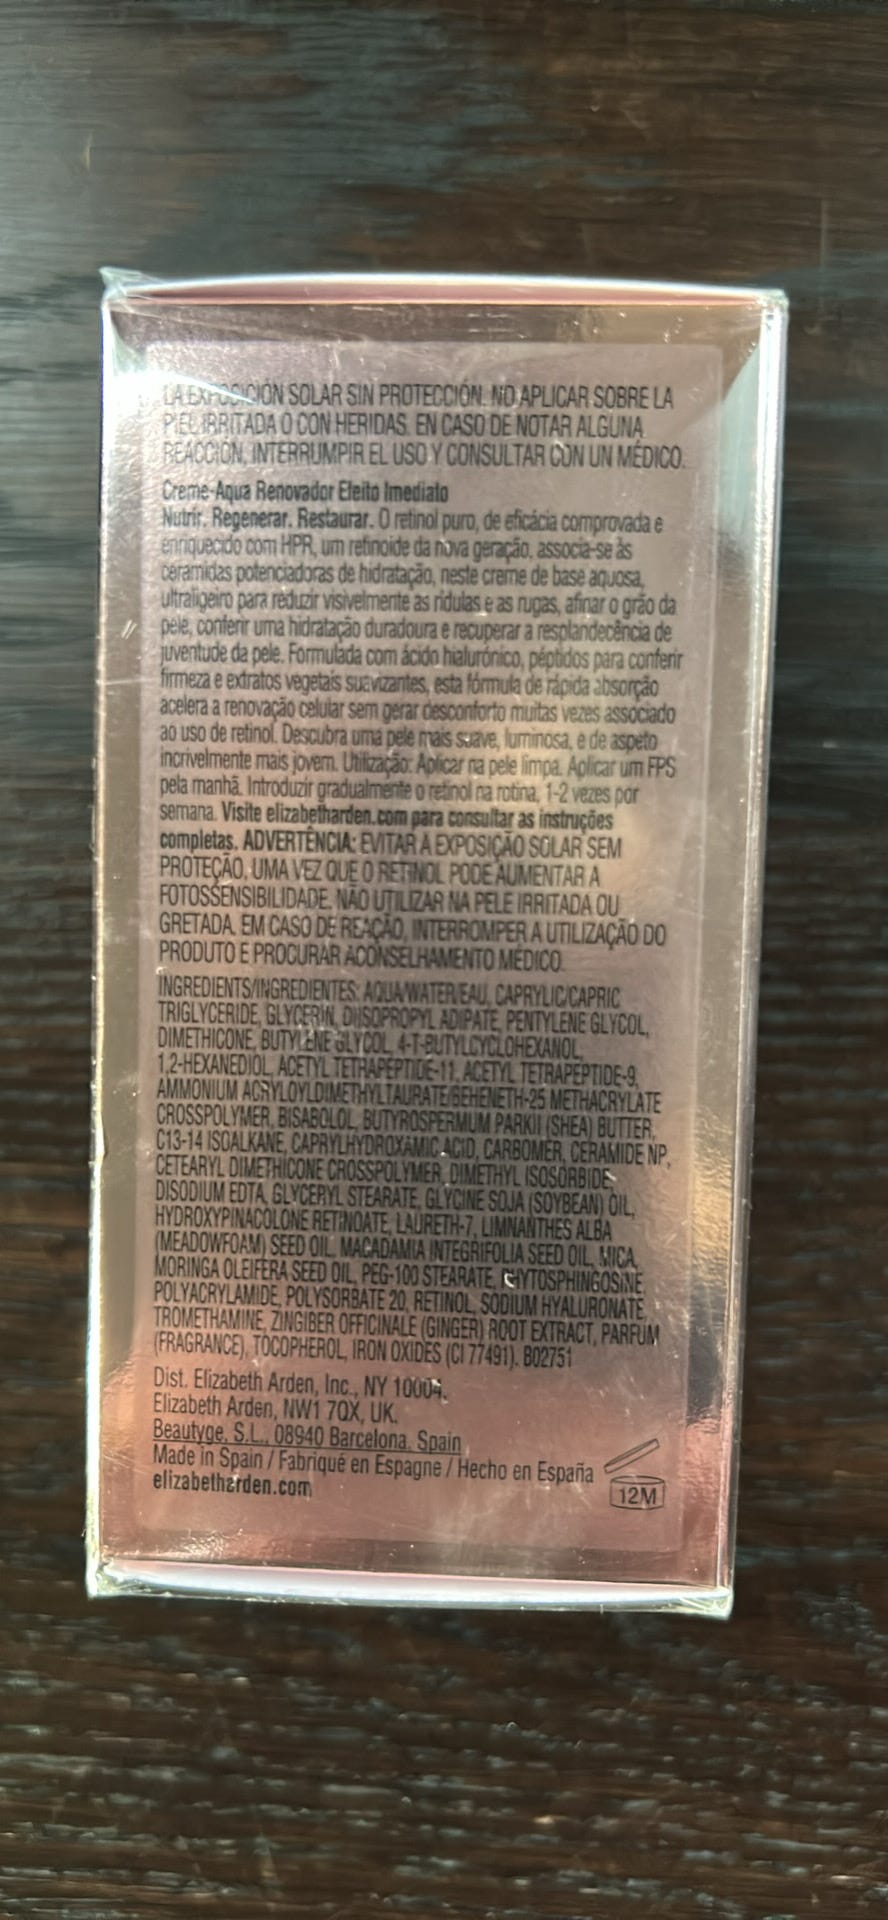 LA EXPOSICIÓN SOLAR SIN PROTECCIÓN. NO APLICAR SOBRE LA
PIEL IRRITADA O CON HERIDAS. EN CASO DE NOTAR ALGUNA
REACCIÓN, INTERRUMPIR EL USO Y CONSULTAR CON UN MÉDICO.
Creme-Aqua Renovador Efeito Imediato
Nutrir. Regenerar. Restaurar. O retinol puro, de eficácia comprovada e
enriquecido com HPR, um retinoide da nova geração, associa-se às
ceramidas potenciadoras de hidratação, neste creme de base aquosa,
ultraligeiro para reduzir visivelmente as rídulas e as rugas, afinar o grão da
pele, conferir uma hidratação duradoura e recuperar a resplandecência de
juventude da pele. Formulada com ácido hialurónico, péptidos para conferir
firmeza e extratos vegetais suavizantes, esta fórmula de rápida absorção
acelera a renovação celular sem gerar desconforto muitas vezes associado
ao uso de retinol. Descubra uma pele mais suave, luminosa, e de aspeto
incrivelmente mais jovem. Utilização: Aplicar na pele limpa. Aplicar um FPS
pela manhã. Introduzir gradualmente o retinol na rotina, 1-2 vezes por
semana. Visite elizabetharden.com para consultar as instruções
completas. ADVERTÊNCIA: EVITAR A EXPOSIÇÃO SOLAR SEM
PROTEÇÃO, UMA VEZ QUE O RETINOL PODE AUMENTAR A
FOTOSSENSIBILIDADE. NÃO UTILIZAR NA PELE IRRITADA OU
GRETADA. EM CASO DE REAÇÃO, INTERROMPER A UTILIZAÇÃO DO
PRODUTO E PROCURAR ACONSELHAMENTO MÉDICO.
INGREDIENTS/INGREDIENTES: AQUA/WATER/EAU, CAPRYLIC/CAPRIC
TRIGLYCERIDE, GLYCERIN, DIISOPROPYL ADIPATE, PENTYLENE GLYCOL,
DIMETHICONE, BUTYLENE GLYCOL, 4-T-BUTYLCYCLOHEXANOL,
1,2-HEXANEDIOL, ACETYL TETRAPEPTIDE-11, ACETYL TETRAPEPTIDE-9,
AMMONIUM ACRYLOYLDIMETHYLTAURATE/BEHENETH-25 METHACRYLATE
CROSSPOLYMER, BISABOLOL, BUTYROSPERMUM PARKII (SHEA) BUTTER,
C13-14 ISOALKANE, CAPRYLHYDROXAMIC ACID, CARBOMER, CERAMIDE NP,
CETEARYL DIMETHICONE CROSSPOLYMER, DIMETHYL ISOSORBIDE,
DISODIUM EDTA, GLYCERYL STEARATE, GLYCINE SOJA (SOYBEAN) OIL,
HYDROXYPINACOLONE RETINOATE, LAURETH-7, LIMNANTHES ALBA
(MEADOWFOAM) SEED OIL, MACADAMIA INTEGRIFOLIA SEED OIL, MICA,
MORINGA OLEIFERA SEED OIL, PEG-100 STEARATE, PHYTOSPHINGOSINE,
POLYACRYLAMIDE, POLYSORBATE 20, RETINOL, SODIUM HYALURONATE,
TROMETHAMINE, ZINGIBER OFFICINALE (GINGER) ROOT EXTRACT, PARFUM
(FRAGRANCE), TOCOPHEROL, IRON OXIDES (CI 77491). B02751
Dist. Elizabeth Arden, Inc., NY 10004.
Elizabeth Arden, NW1 7QX, UK.
Beautyge, S.L., 08940 Barcelona. Spain
Made in Spain / Fabriqué en Espagne / Hecho en España
elizabetharden.com
12M